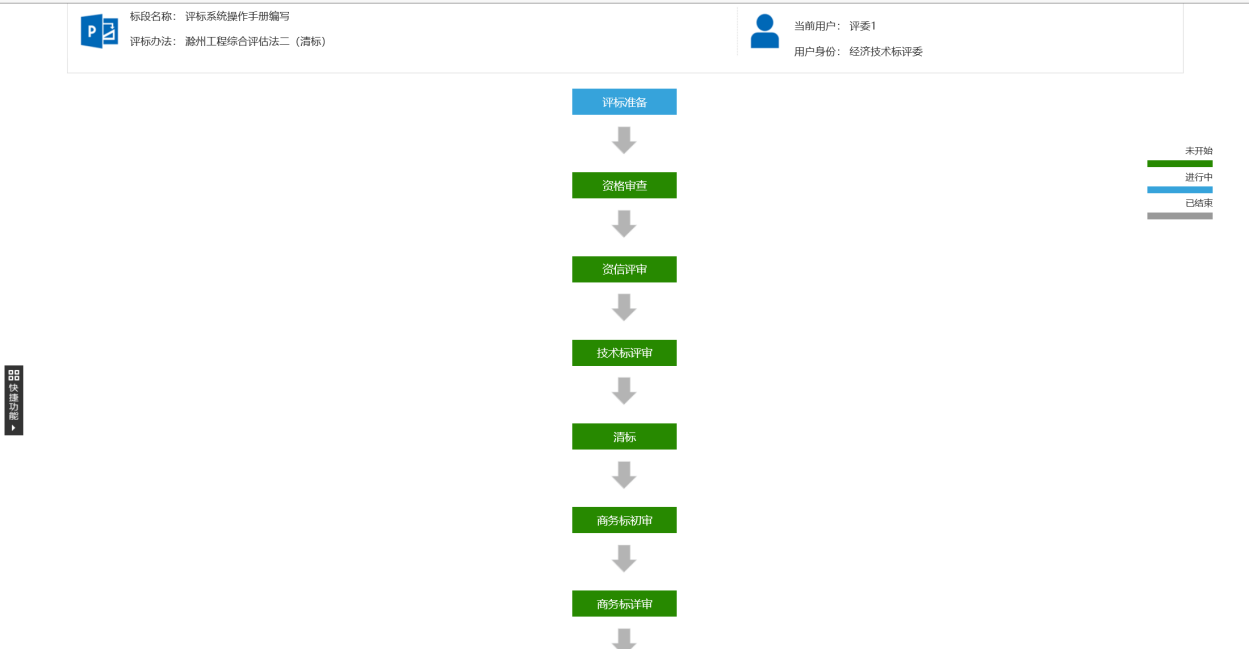 标段名称： 评标系统操作手册编写
评标办法： 滁州工程综合评估法二（清标）
当前用户： 评委1
用户身份： 经济技术标评委
评标准备
资格审查
资信评审
技术标评审
清标
商务标初审
商务标详审
未开始
进行中
已结束
快捷功能